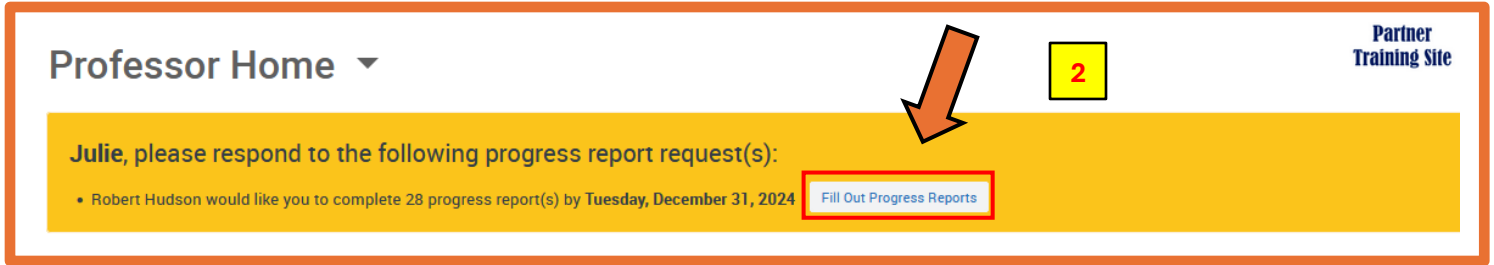 Partner
Training Site
Professor Home
2
Julie, please respond to the following progress report request(s):
• Robert Hudson would like you to complete 28 progress report(s) by Tuesday, December 31, 2024 Fill Out Progress Reports